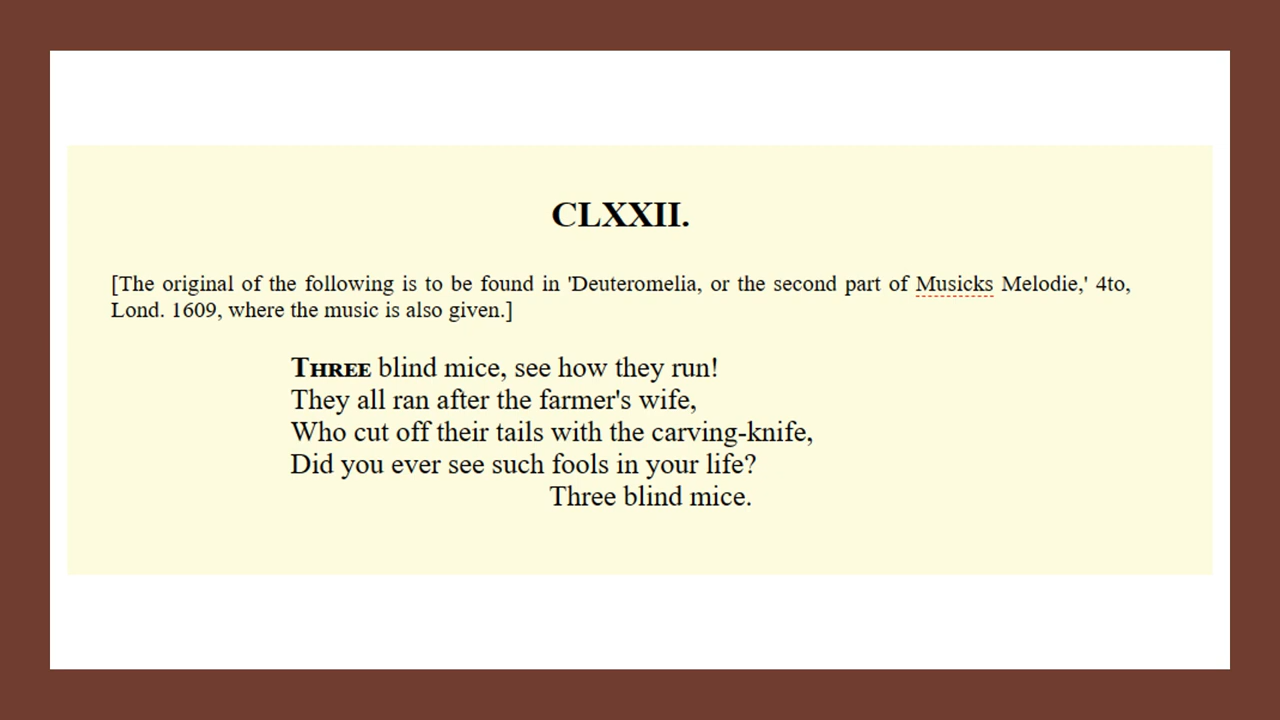 CLXXII.
[The original of the following is to be found in 'Deuteromelia, or the second part of Musicks Melodie,' 4to,
Lond. 1609, where the music is also given.]
THREE blind mice, see how they run!
They all ran after the farmer's wife,
Who cut off their tails with the carving-knife,
Did you ever see such fools in your life?
Three blind mice.